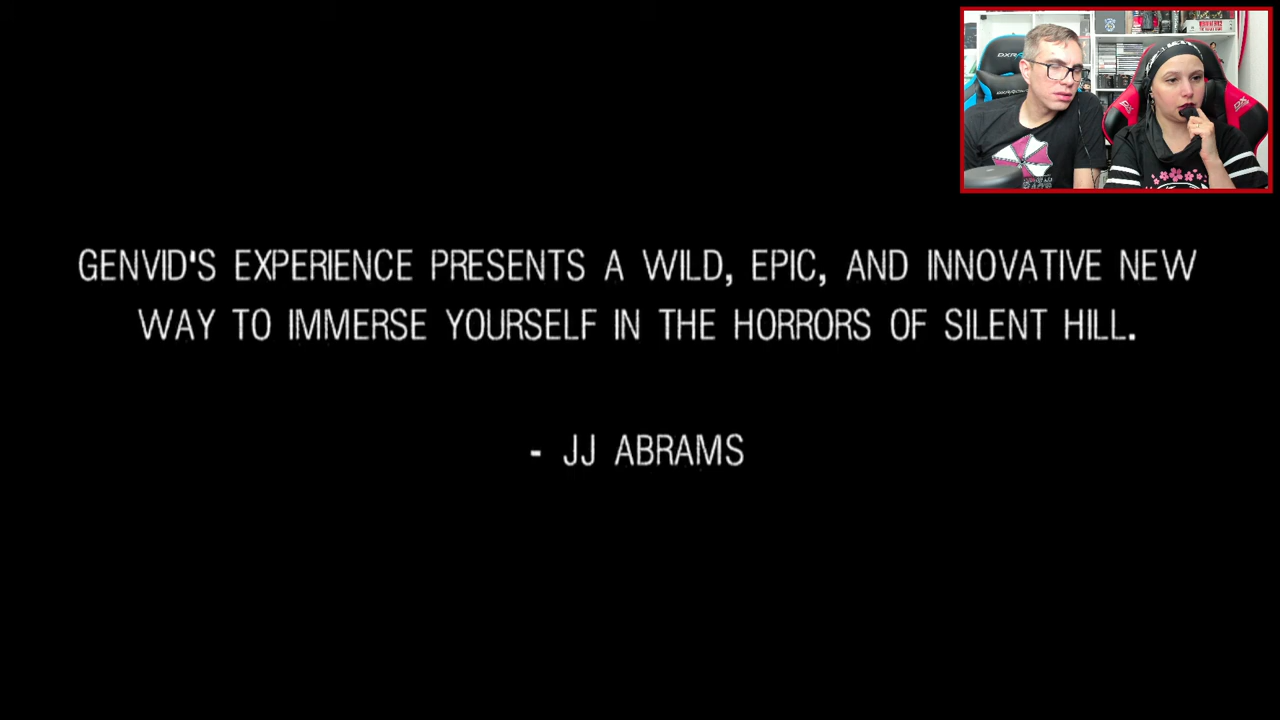 GENVID'S EXPERIENCE PRESENTS A WILD, EPIC, AND INNOVATIVE NEW
WAY TO IMMERSE YOURSELF IN THE HORRORS OF SILENT HILL.
- JJ ABRAMS